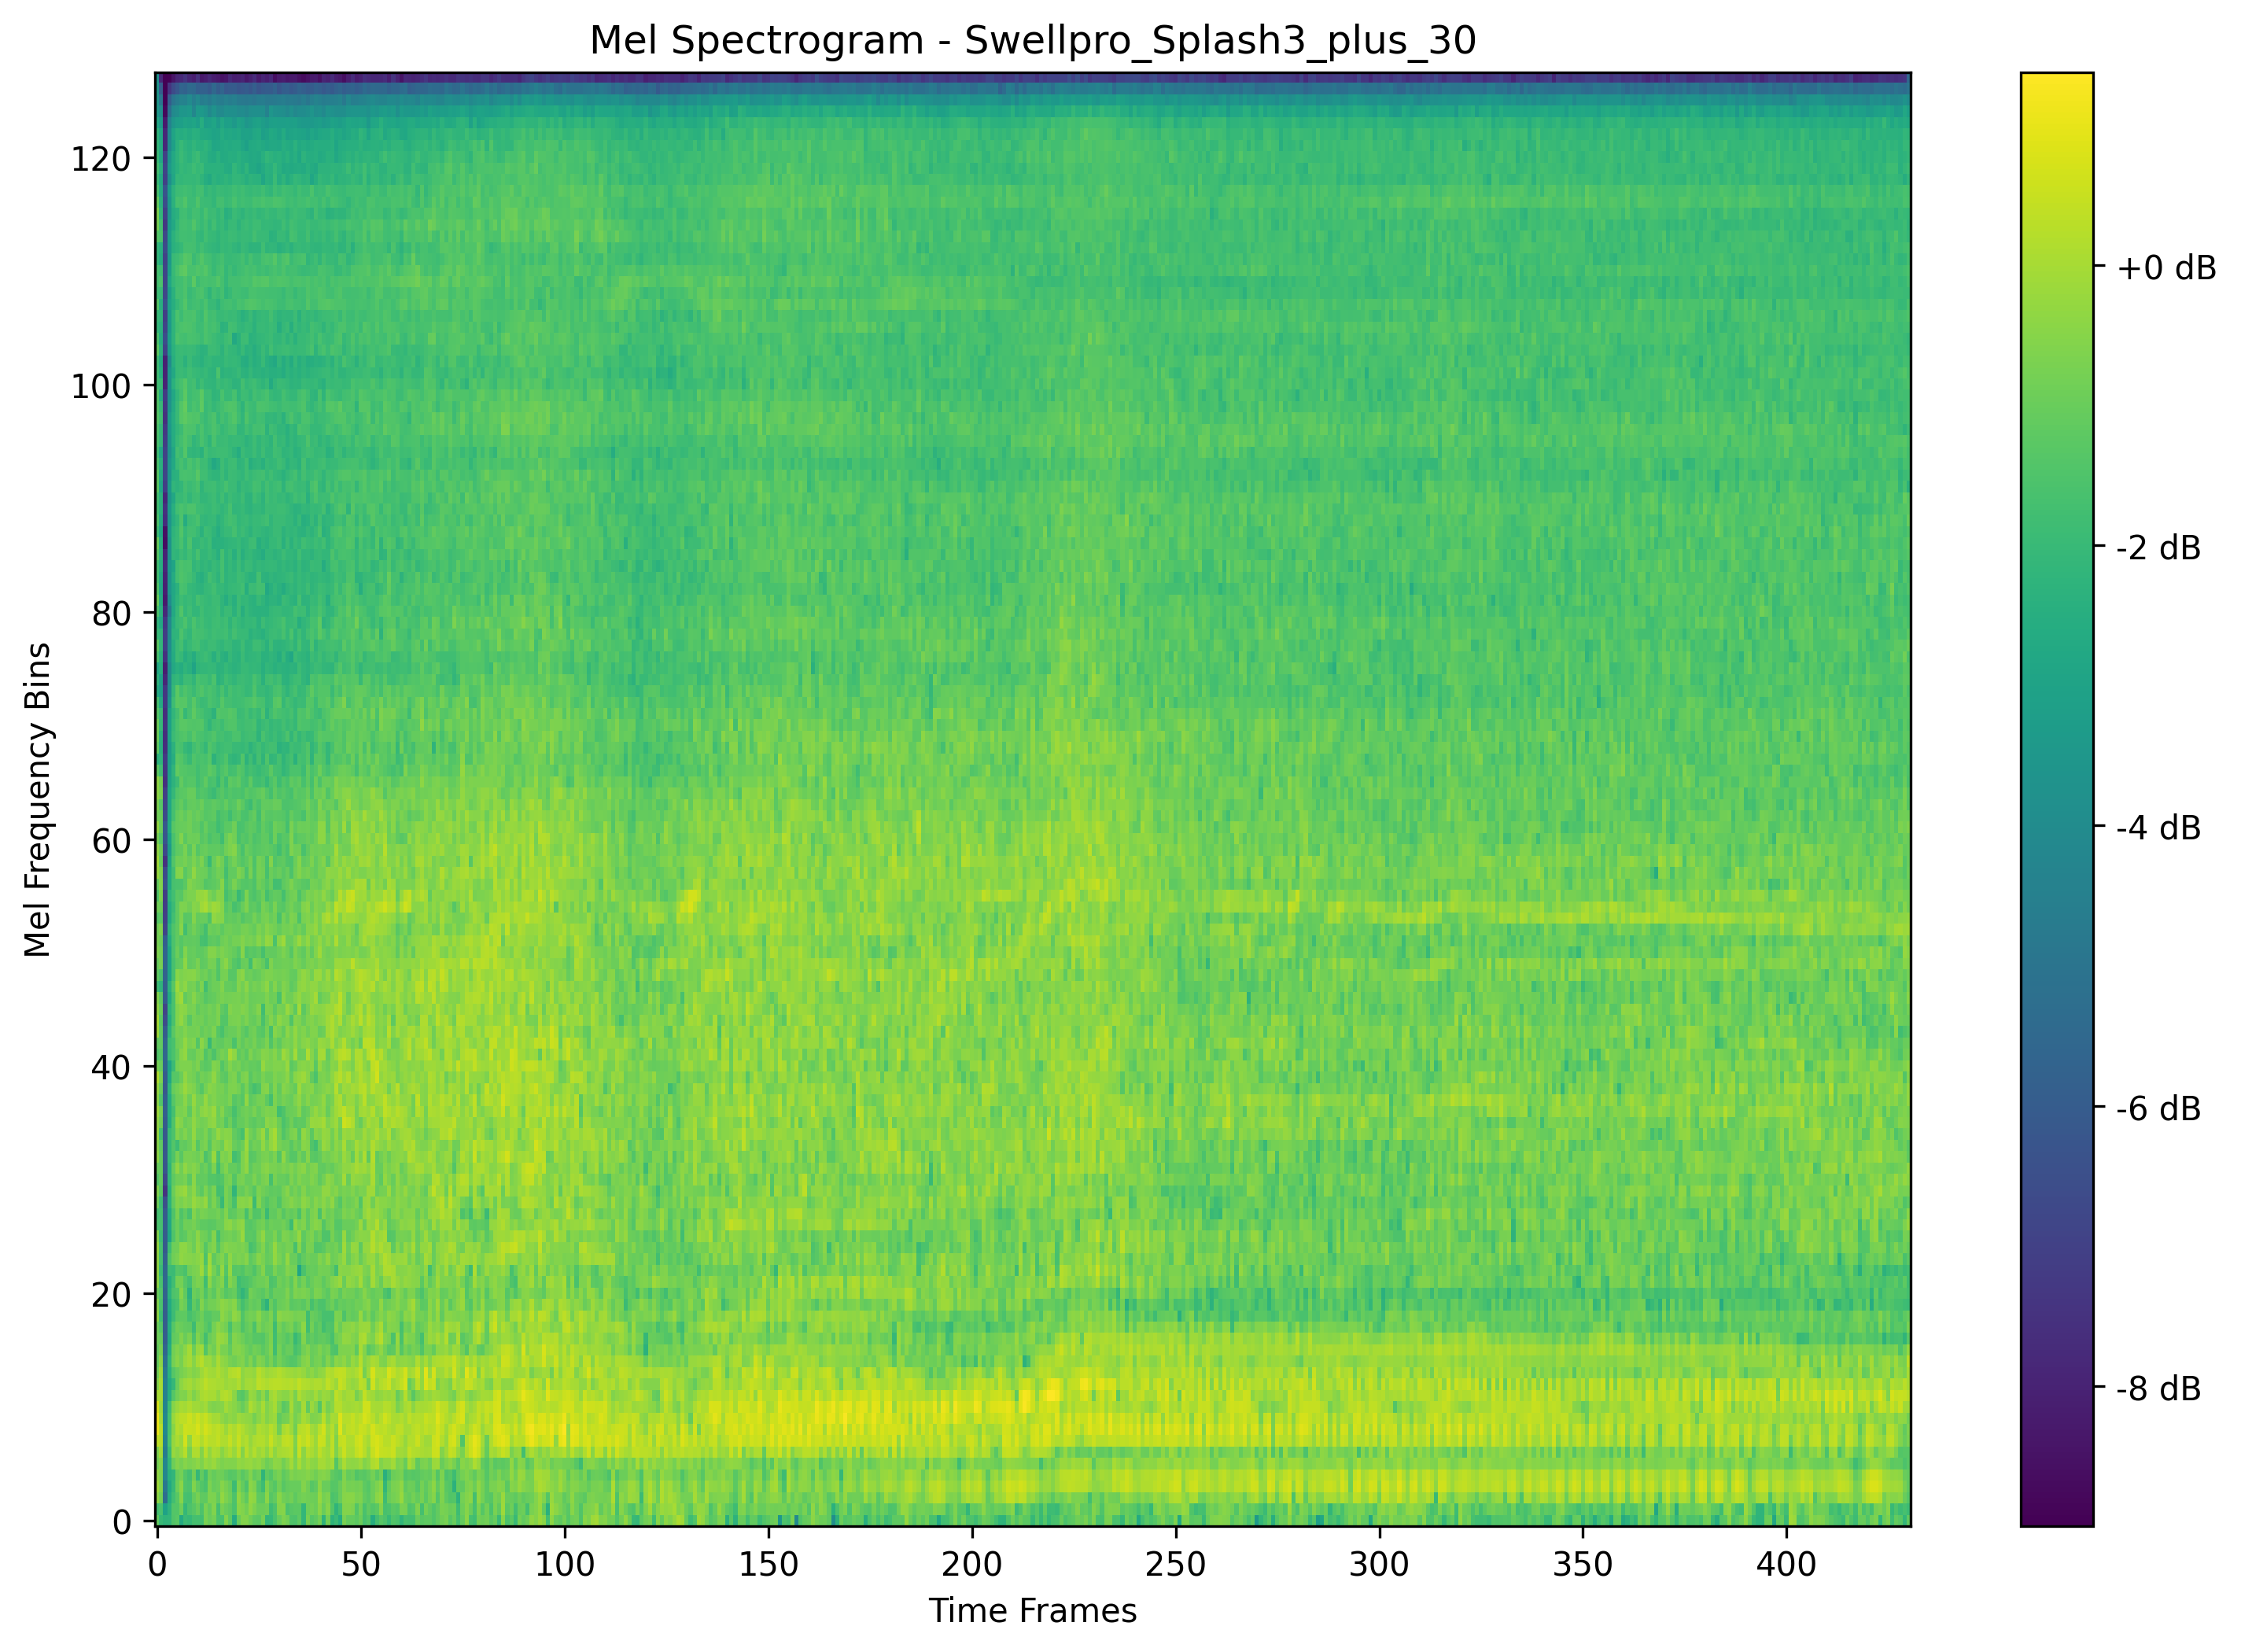 Mel Spectrogram - Swellpro_Splash3_plus_30
Mel Frequency Bins
120
100
80
60
40
20
0
0 50 100 150 200 250 300 350 400
Time Frames
+0 dB
-2 dB
-4 dB
-6 dB
-8 dB